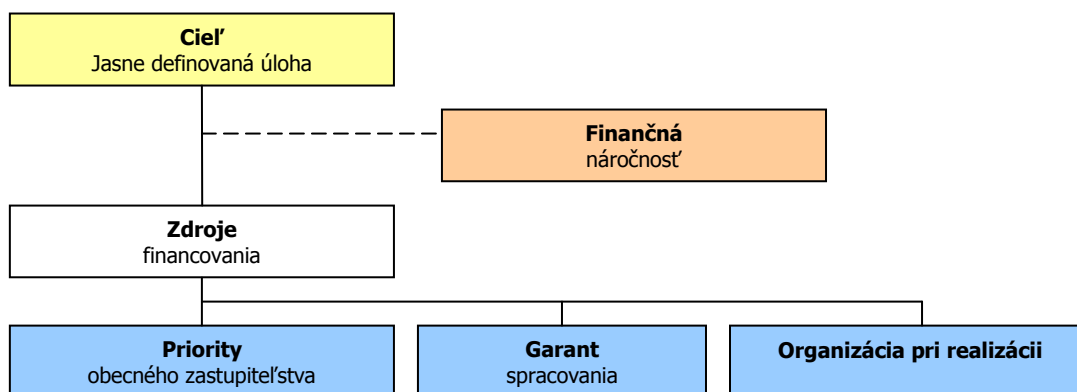 Cieľ
Jasne definovaná úloha
Finančná
náročnosť
Zdroje
financovania
Priority
obecného zastupiteľstva
Garant
spracovania
Organizácia pri realizácii